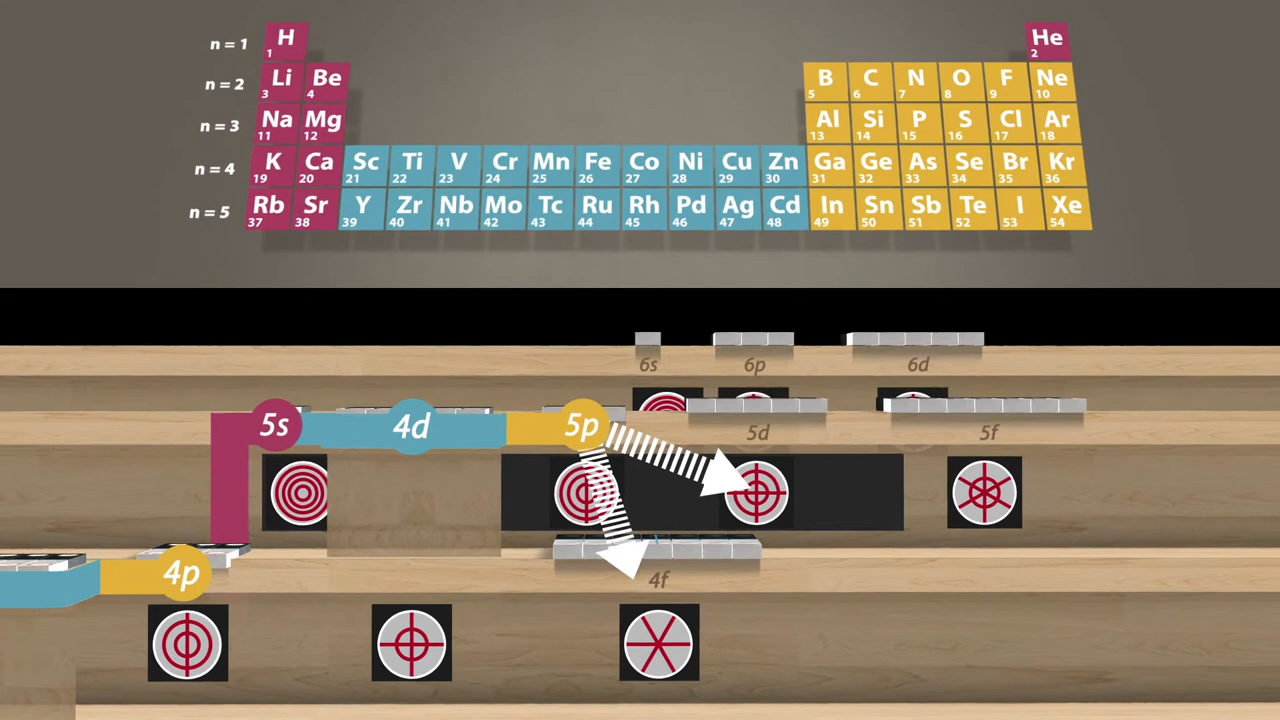 n = 1 H 1 He 2
n = 2 Li 3 Be 4 B 5 C 6 N 7 O 8 F 9 Ne 10
n = 3 Na 11 Mg 12 Al 13 Si 14 P 15 S 16 Cl 17 Ar 18
n = 4 K 19 Ca 20 Sc 21 Ti 22 V 23 Cr 24 Mn 25 Fe 26 Co 27 Ni 28 Cu 29 Zn 30 Ga 31 Ge 32 As 33 Se 34 Br 35 Kr 36
n = 5 Rb 37 Sr 38 Y 39 Zr 40 Nb 41 Mo 42 Tc 43 Ru 44 Rh 45 Pd 46 Ag 47 Cd 48 In 49 Sn 50 Sb 51 Te 52 I 53 Xe 54
6s 6p 6d
5s 4d 5p 5d 5f
4p 4f